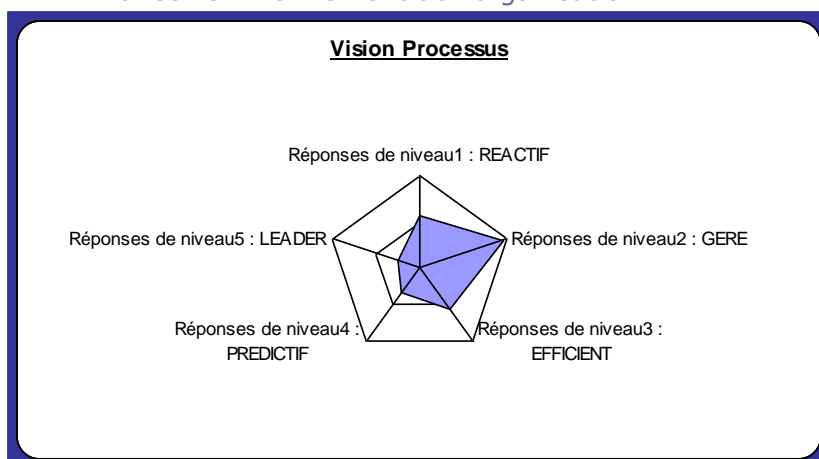 Vision Processus
Réponses de niveau1 : REACTIF
Réponses de niveau5 : LEADER
Réponses de niveau2 : GERE
Réponses de niveau4 :
PREDICTIF
Réponses de niveau3 :
EFFICIENT